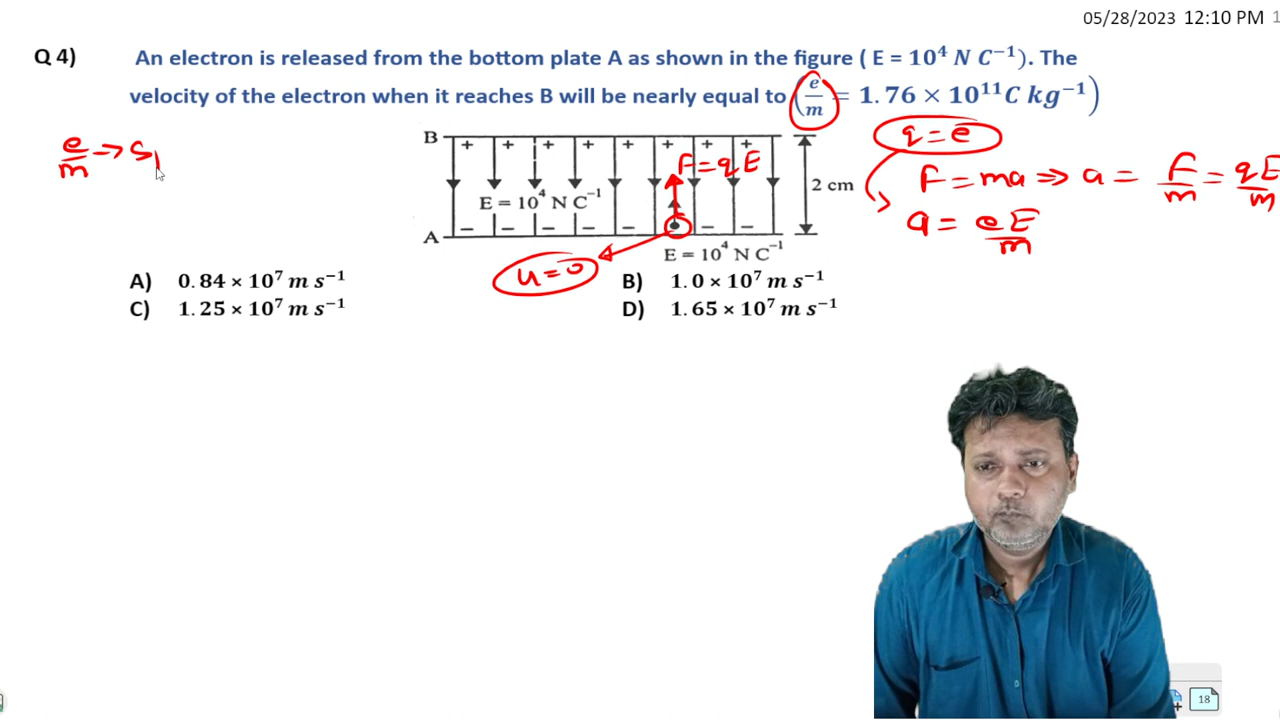 05/28/2023 12:10 PM 1
Q 4) An electron is released from the bottom plate A as shown in the figure ( E = 10⁴ N C⁻¹). The
velocity of the electron when it reaches B will be nearly equal to (e/m = 1.76 × 10¹¹C kg⁻¹)
e/m → S
B + + + + + + + +
F = qE
q = e
F = ma ⇒ a = F/m = qE/m
E = 10⁴ N C⁻¹
2 cm
a = eE/m
A − − − − − − −
u = 0
E = 10⁴ N C⁻¹
A) 0.84 × 10⁷ m s⁻¹ B) 1.0 × 10⁷ m s⁻¹
C) 1.25 × 10⁷ m s⁻¹ D) 1.65 × 10⁷ m s⁻¹
18